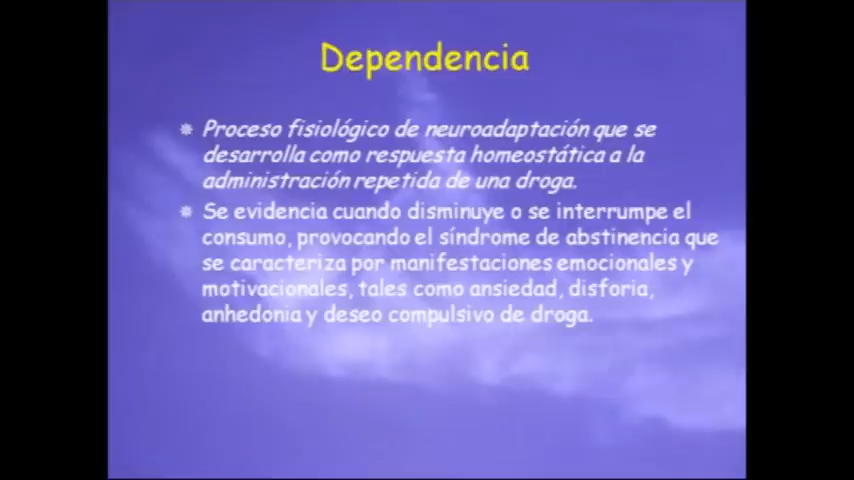 Dependencia
Proceso fisiológico de neuroadaptación que se
desarrolla como respuesta homeostática a la
administración repetida de una droga.
Se evidencia cuando disminuye o se interrumpe el
consumo, provocando el síndrome de abstinencia que
se caracteriza por manifestaciones emocionales y
motivacionales, tales como ansiedad, disforia,
anhedonia y deseo compulsivo de droga.